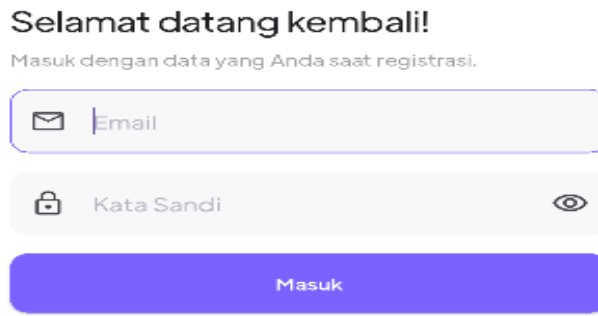 Selamat datang kembali!
Masuk dengan data yang Anda saat registrasi.
Email
Kata Sandi
Masuk